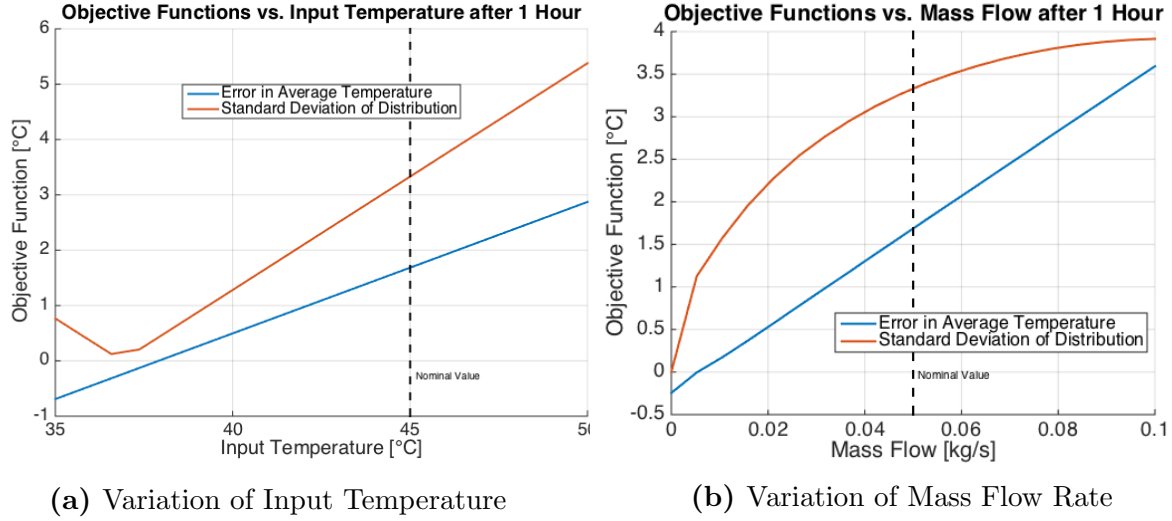 Objective Functions vs. Input Temperature after 1 Hour
6
5
4
3
2
1
0
-1
Objective Function [°C]
Error in Average Temperature
Standard Deviation of Distribution
Nominal Value
35
40
45
50
Input Temperature [°C]
(a) Variation of Input Temperature
Objective Functions vs. Mass Flow after 1 Hour
4
3.5
3
2.5
2
1.5
1
0.5
0
-0.5
Objective Function [°C]
Error in Average Temperature
Standard Deviation of Distribution
Nominal Value
0
0.02
0.04
0.06
0.08
0.1
Mass Flow [kg/s]
(b) Variation of Mass Flow Rate